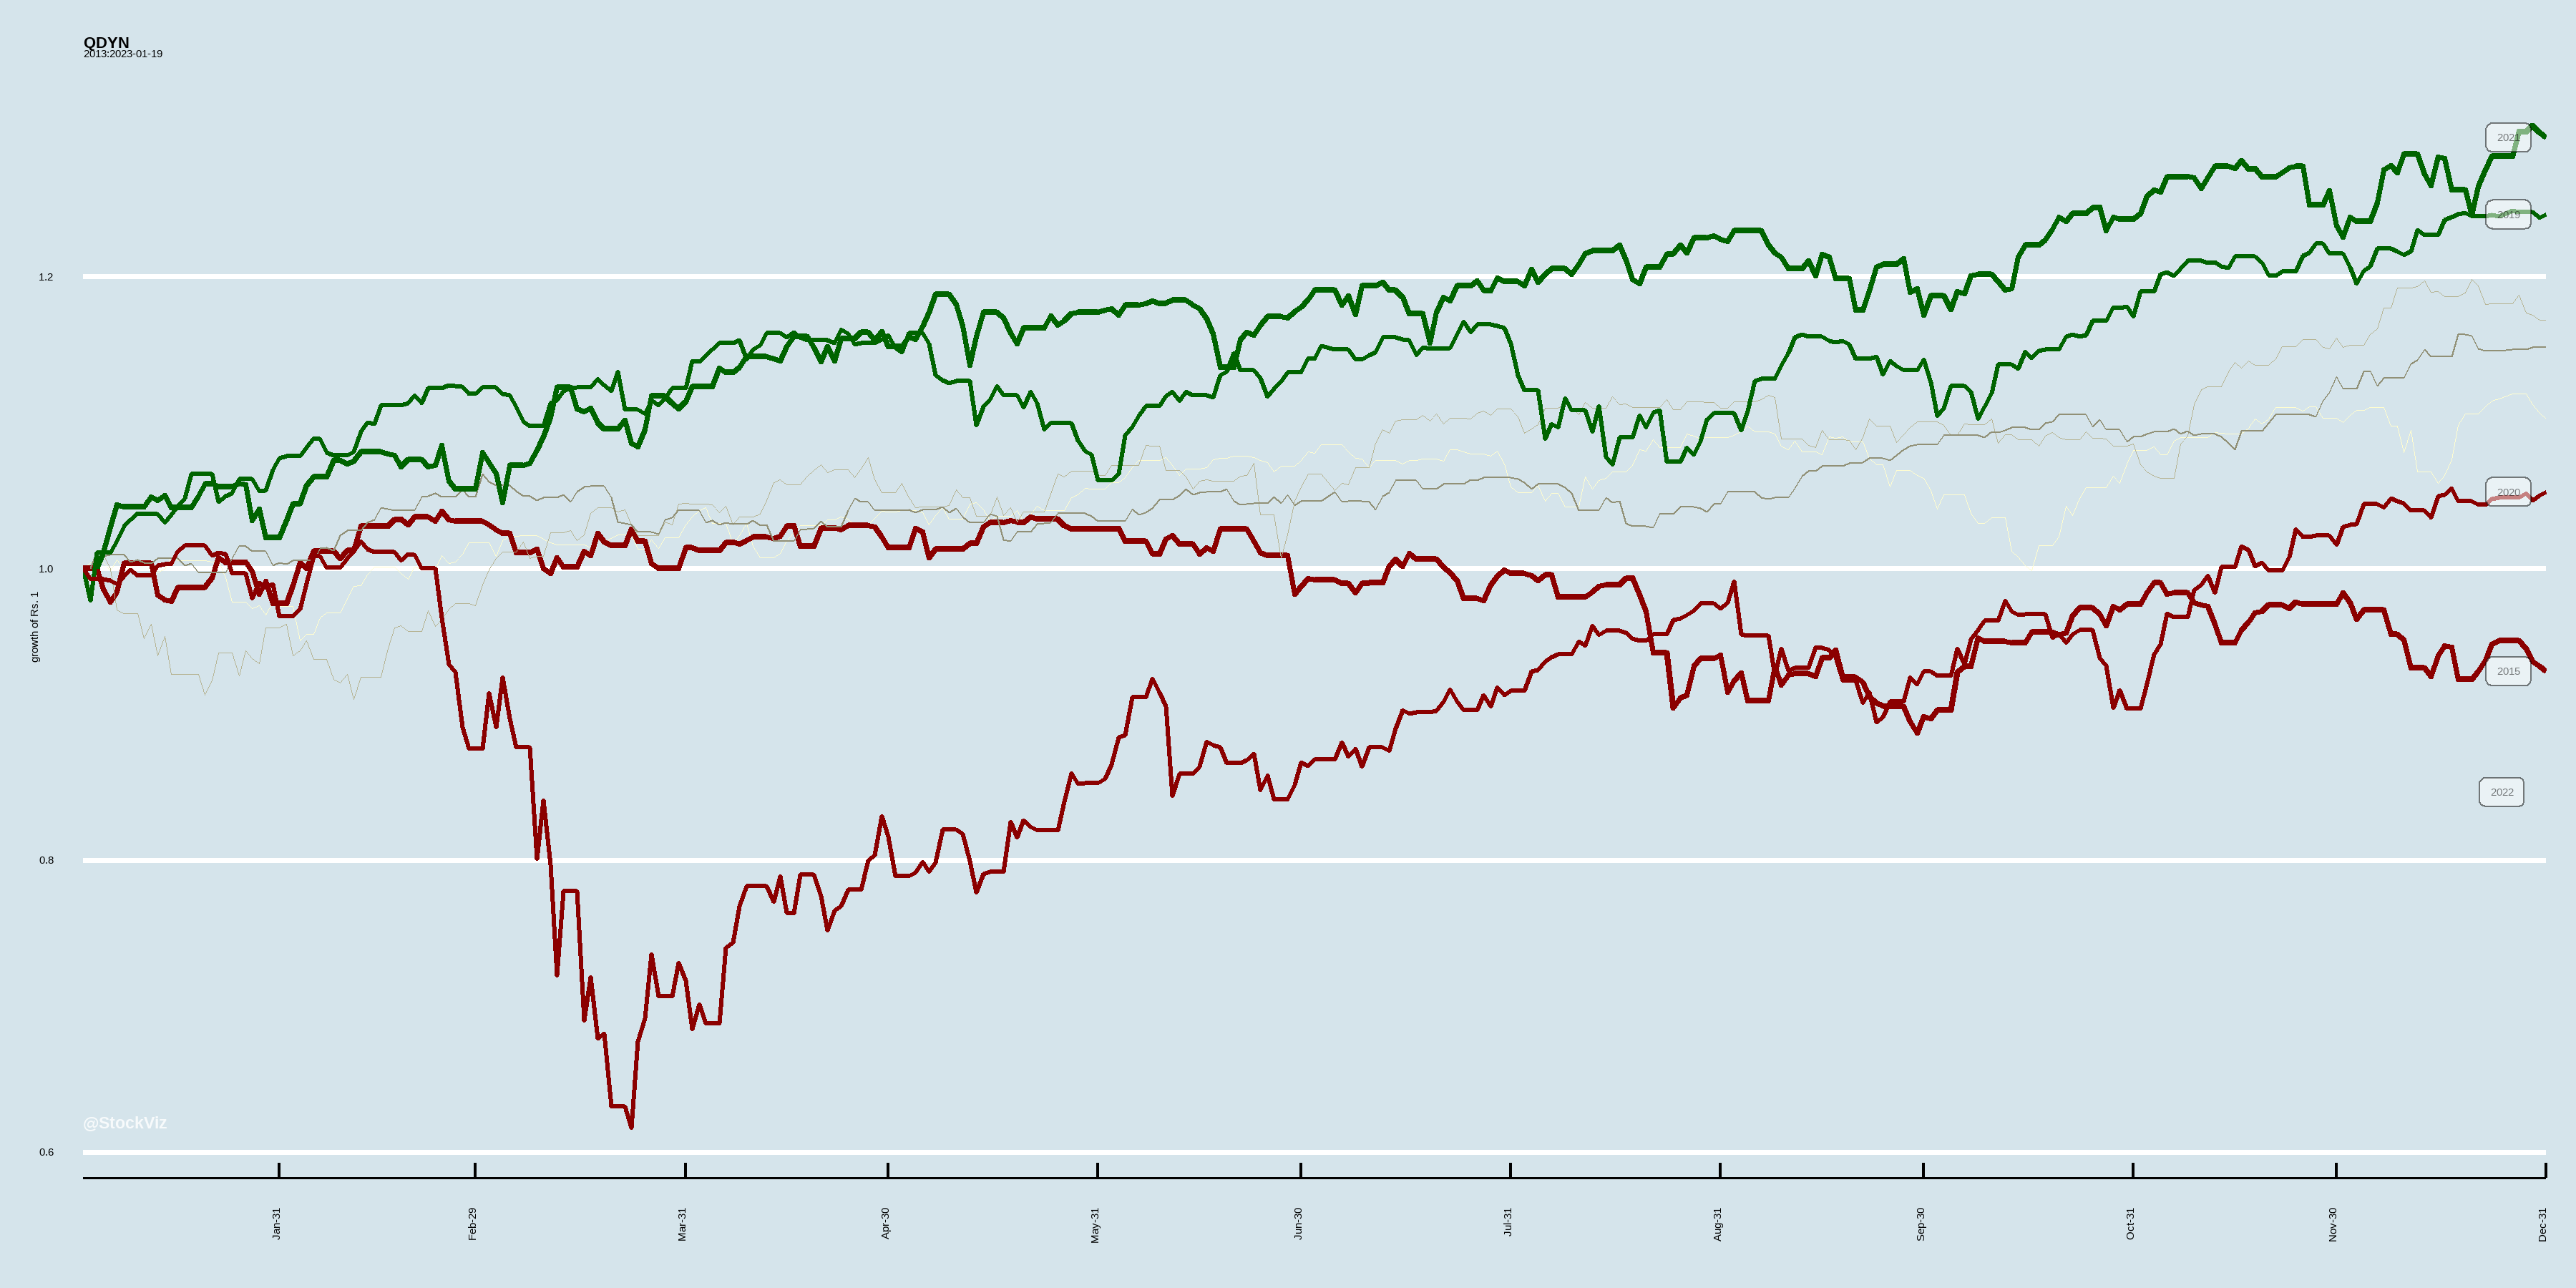 QDYN
2013:2023-01-19
2021
2019
1.2
2020
1.0
growth of Rs. 1
2015
2022
0.8
@StockViz
0.6
Jan-31
Feb-29
Mar-31
Apr-30
May-31
Jun-30
Jul-31
Aug-31
Sep-30
Oct-31
Nov-30
Dec-31